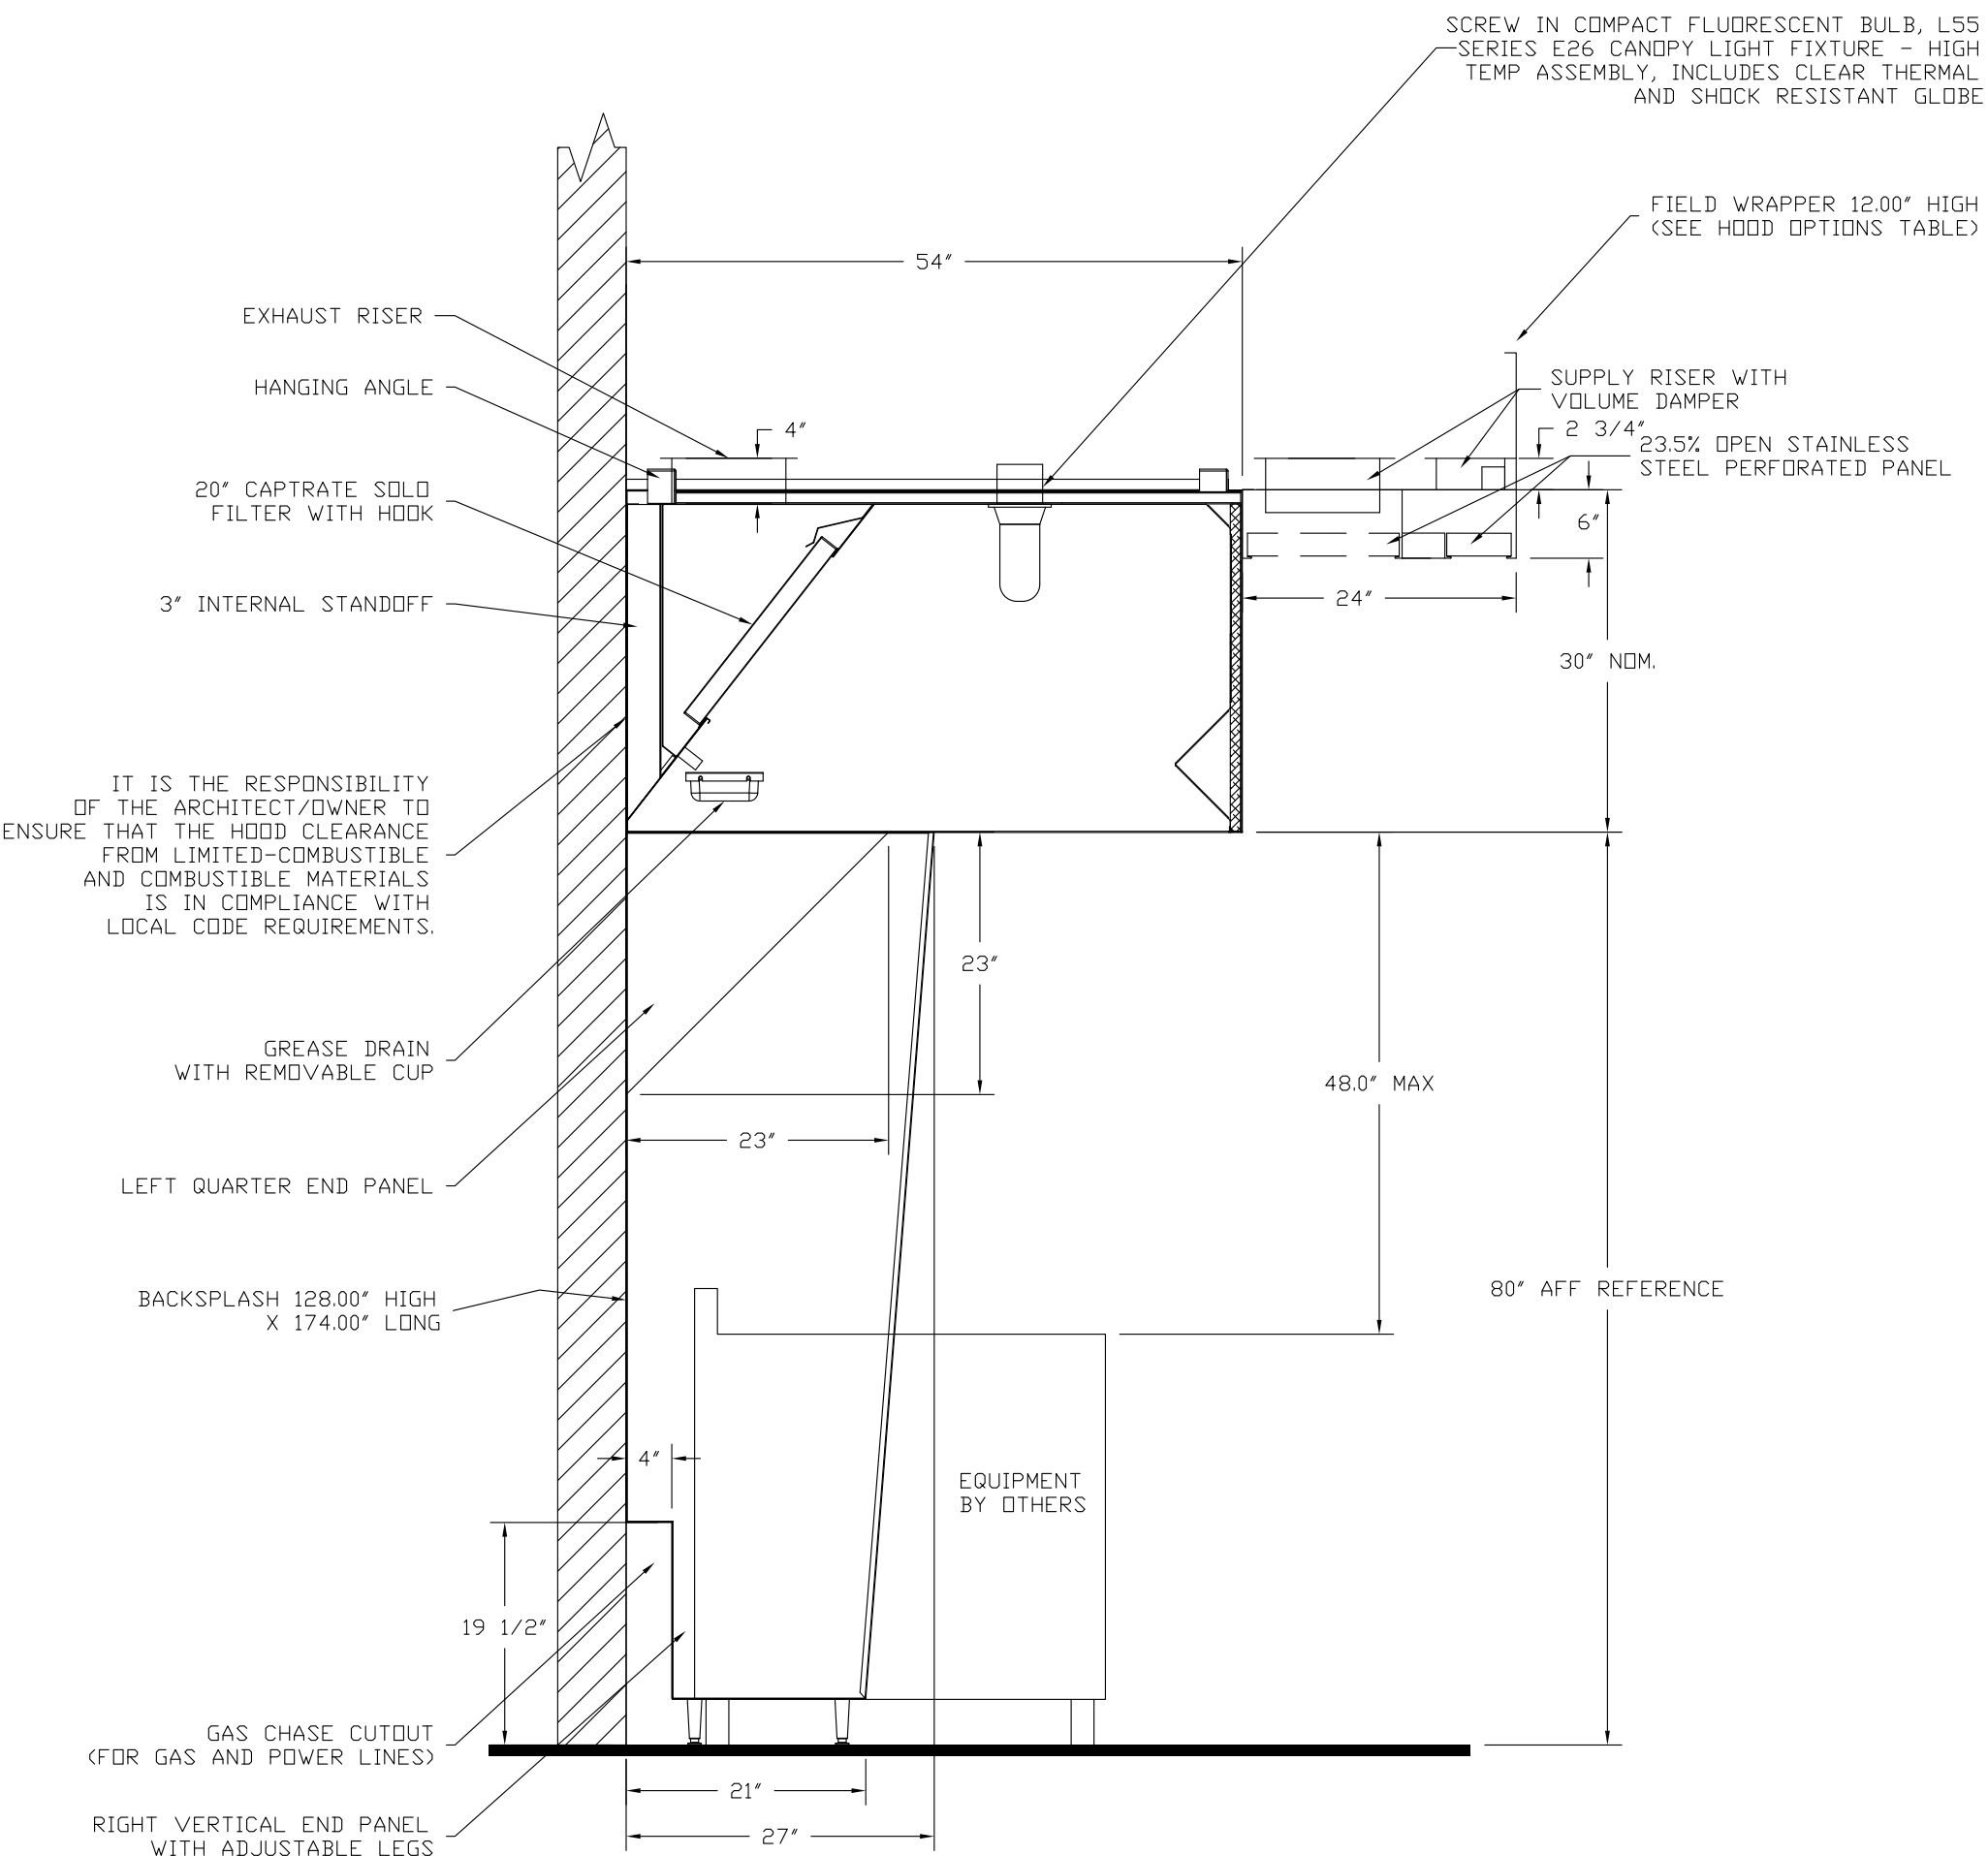 SCREW IN COMPACT FLUORESCENT BULB, L55
SERIES E26 CANOPY LIGHT FIXTURE - HIGH
TEMP ASSEMBLY, INCLUDES CLEAR THERMAL
AND SHOCK RESISTANT GLOBE
FIELD WRAPPER 12.00" HIGH
(SEE HOOD OPTIONS TABLE)
54"
EXHAUST RISER
HANGING ANGLE
SUPPLY RISER WITH
VOLUME DAMPER
4"
2 3/4"
23.5% OPEN STAINLESS
STEEL PERFORATED PANEL
20" CAPTRATE SOLO
FILTER WITH HOOK
6"
3" INTERNAL STANDOFF
24"
30" NOM.
IT IS THE RESPONSIBILITY
OF THE ARCHITECT/OWNER TO
ENSURE THAT THE HOOD CLEARANCE
FROM LIMITED-COMBUSTIBLE
AND COMBUSTIBLE MATERIALS
IS IN COMPLIANCE WITH
LOCAL CODE REQUIREMENTS.
23"
GREASE DRAIN
WITH REMOVABLE CUP
48.0" MAX
23"
LEFT QUARTER END PANEL
80" AFF REFERENCE
BACKSPLASH 128.00" HIGH
X 174.00" LONG
4"
EQUIPMENT
BY OTHERS
19 1/2"
GAS CHASE CUTOUT
(FOR GAS AND POWER LINES)
21"
RIGHT VERTICAL END PANEL
WITH ADJUSTABLE LEGS
27"